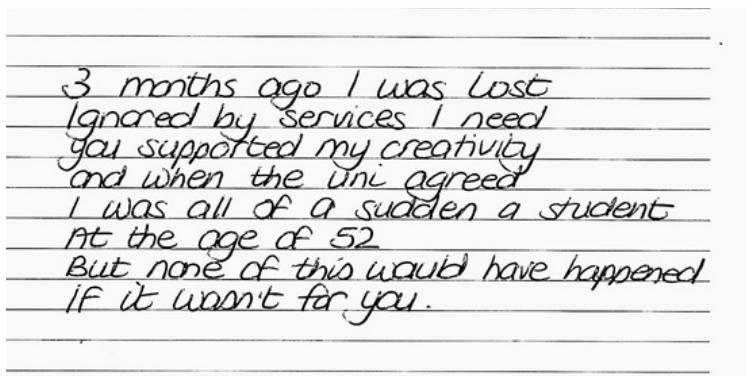 3 months ago I was lost
Ignored by services I need
you supported my creativity
and when the uni agreed
I was all of a sudden a student
At the age of 52
But none of this would have happened
If it wasn't for you.